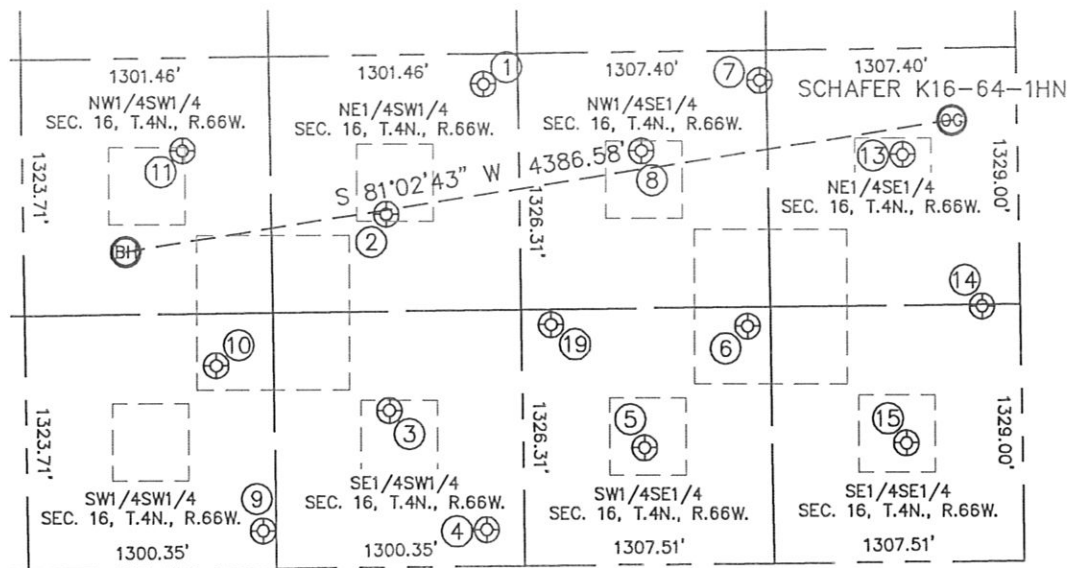 1301.46'
1301.46'
1
1307.40'
7
1307.40'
SCHAFER K16-64-1HN
OG
NW1/4SW1/4
SEC. 16, T.4N., R.66W.
NE1/4SW1/4
SEC. 16, T.4N., R.66W.
NW1/4SE1/4
SEC. 16, T.4N., R.66W.
11
13
1323.71'
S 81°02'43" W 4386.58'
8
NE1/4SE1/4
SEC. 16, T.4N., R.66W.
1329.00'
1326.31'
2
BH
14
10
19
6
1323.71'
3
1326.31'
5
15
1329.00'
SW1/4SW1/4
SEC. 16, T.4N., R.66W.
9
SE1/4SW1/4
SEC. 16, T.4N., R.66W.
4
SW1/4SE1/4
SEC. 16, T.4N., R.66W.
SE1/4SE1/4
SEC. 16, T.4N., R.66W.
1300.35'
1300.35'
1307.51'
1307.51'